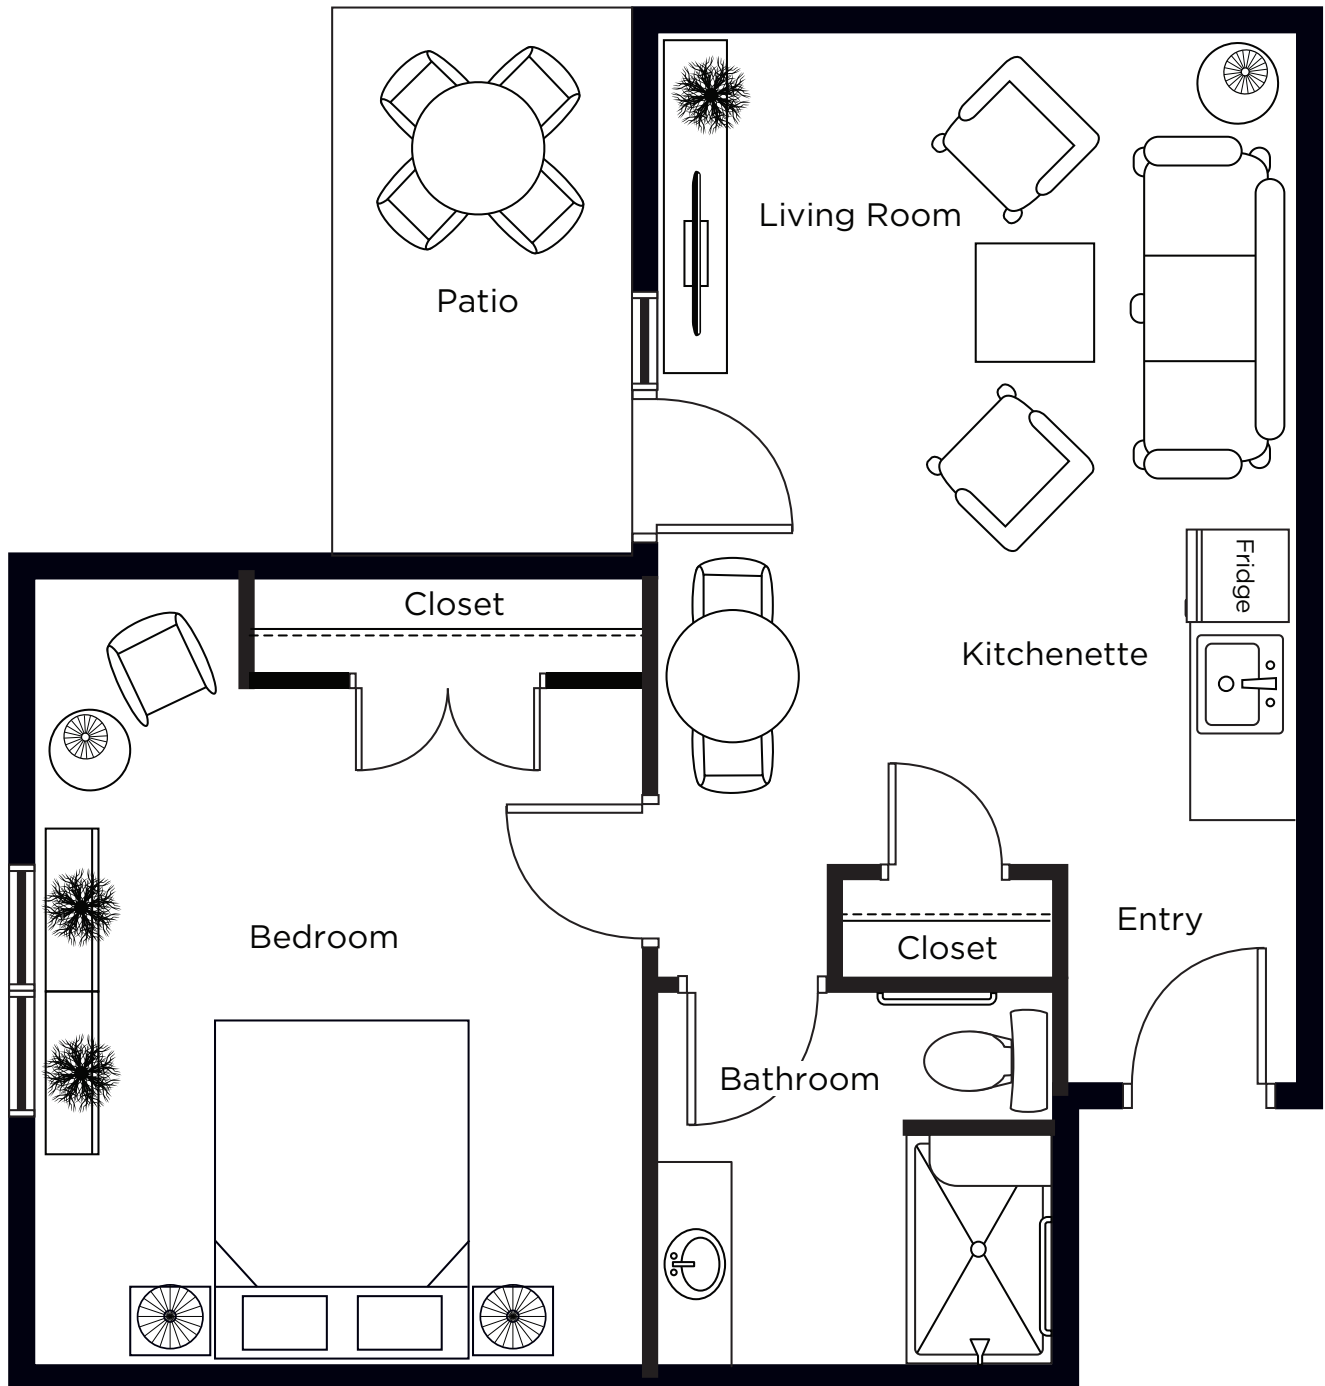 Living Room
Patio
Fridge
Closet
Kitchenette
Entry
Bedroom
Closet
Bathroom